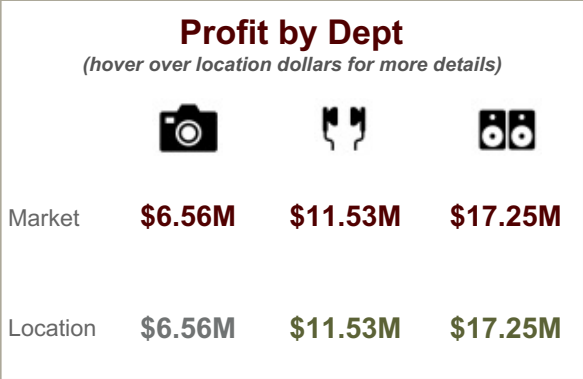 Profit by Dept
(hover over location dollars for more details)
Market $6.56M $11.53M $17.25M
Location $6.56M $11.53M $17.25M